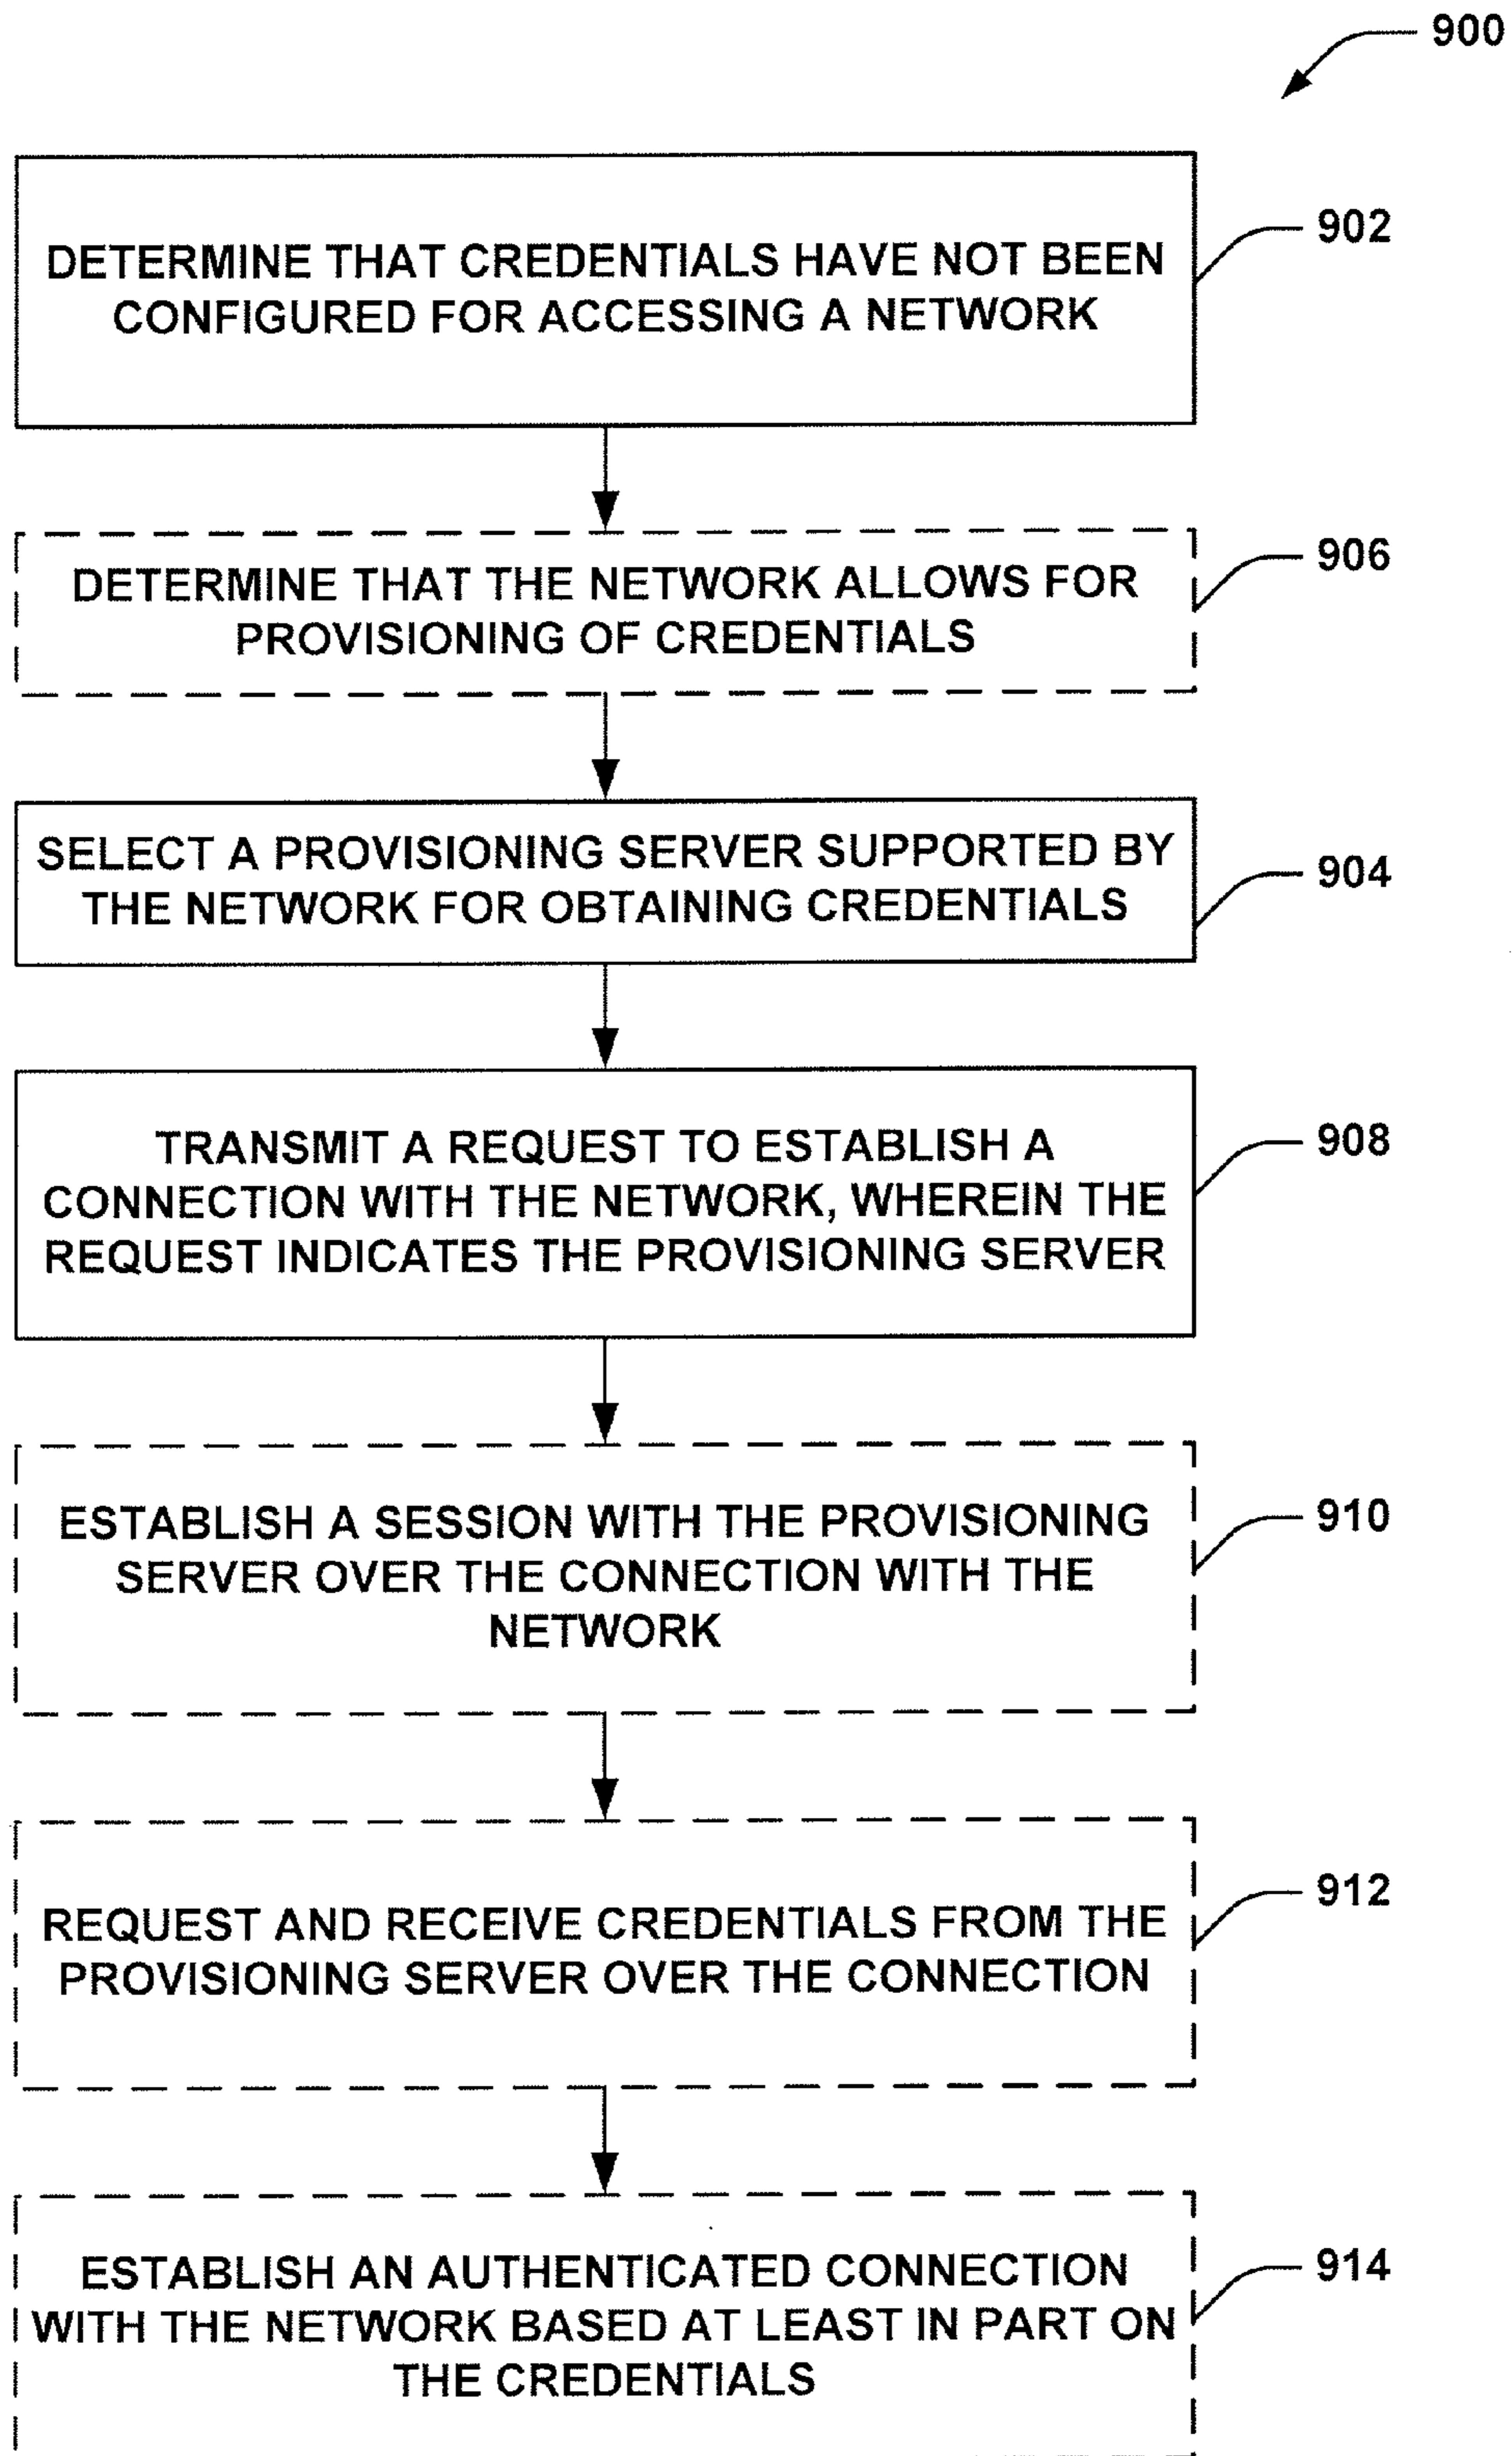 900
DETERMINE THAT CREDENTIALS HAVE NOT BEEN
CONFIGURED FOR ACCESSING A NETWORK
902
DETERMINE THAT THE NETWORK ALLOWS FOR
PROVISIONING OF CREDENTIALS
906
SELECT A PROVISIONING SERVER SUPPORTED BY
THE NETWORK FOR OBTAINING CREDENTIALS
904
TRANSMIT A REQUEST TO ESTABLISH A
CONNECTION WITH THE NETWORK, WHEREIN THE
REQUEST INDICATES THE PROVISIONING SERVER
908
ESTABLISH A SESSION WITH THE PROVISIONING
SERVER OVER THE CONNECTION WITH THE
NETWORK
910
REQUEST AND RECEIVE CREDENTIALS FROM THE
PROVISIONING SERVER OVER THE CONNECTION
912
ESTABLISH AN AUTHENTICATED CONNECTION
WITH THE NETWORK BASED AT LEAST IN PART ON
THE CREDENTIALS
914